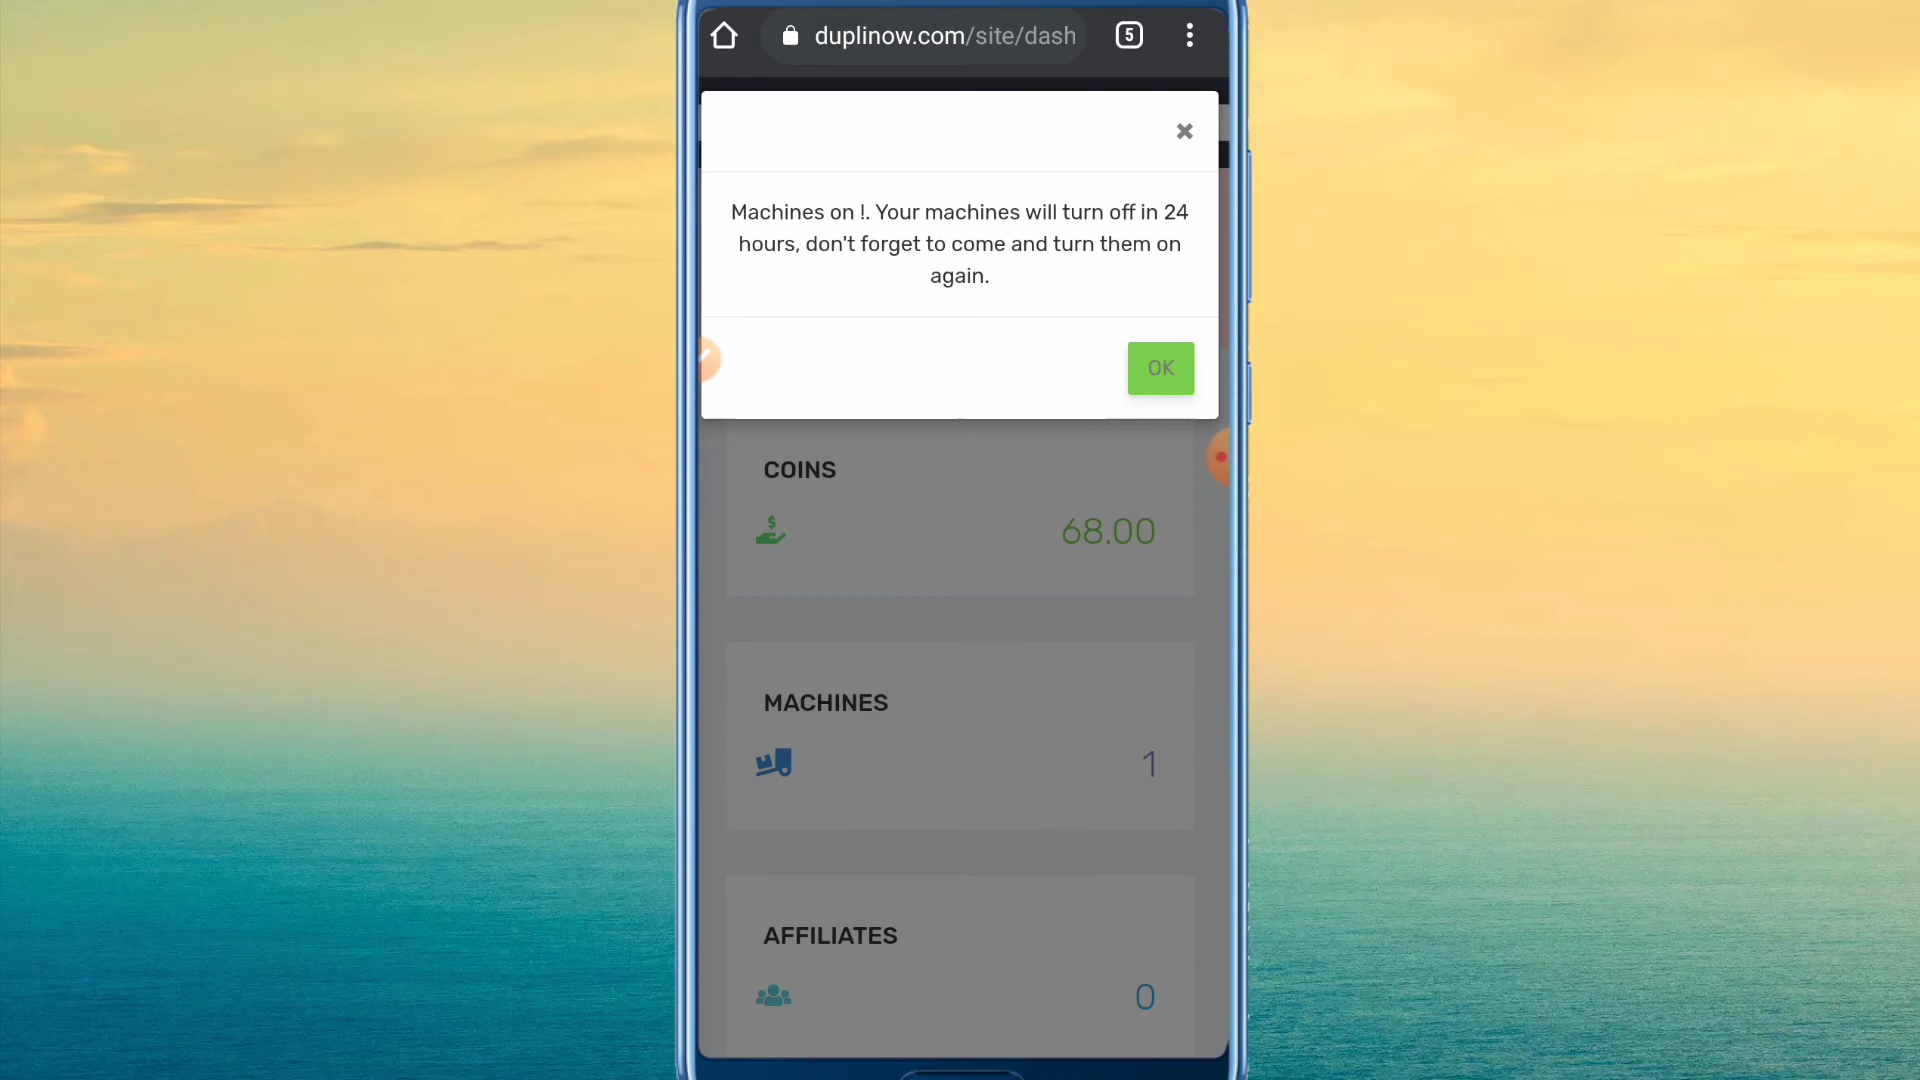 duplinow.com/site/dash
5
Machines on !. Your machines will turn off in 24
hours, don't forget to come and turn them on
again.
OK
COINS
68.00
MACHINES
1
AFFILIATES
0